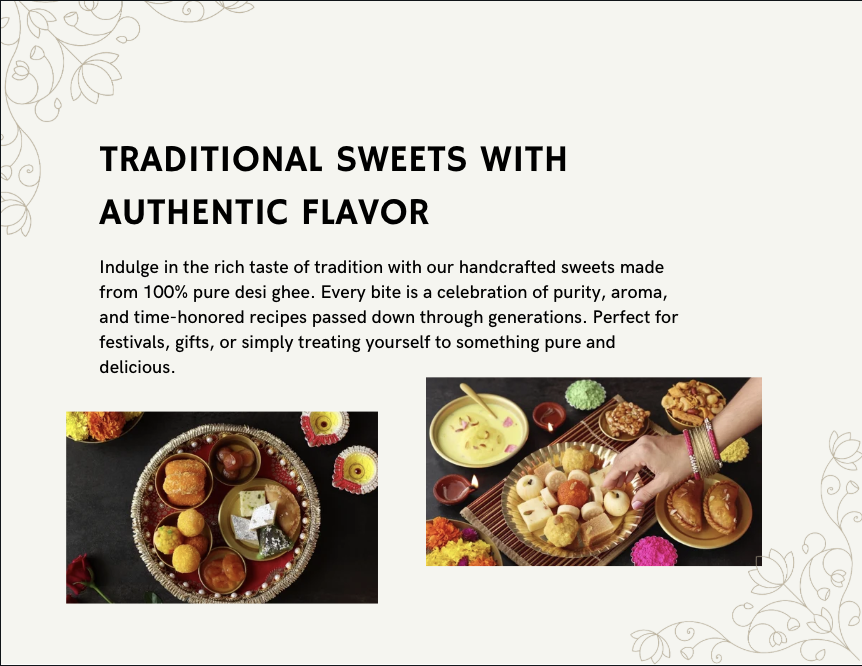 TRADITIONAL SWEETS WITH
AUTHENTIC FLAVOR
Indulge in the rich taste of tradition with our handcrafted sweets made
from 100% pure desi ghee. Every bite is a celebration of purity, aroma,
and time-honored recipes passed down through generations. Perfect for
festivals, gifts, or simply treating yourself to something pure and
delicious.